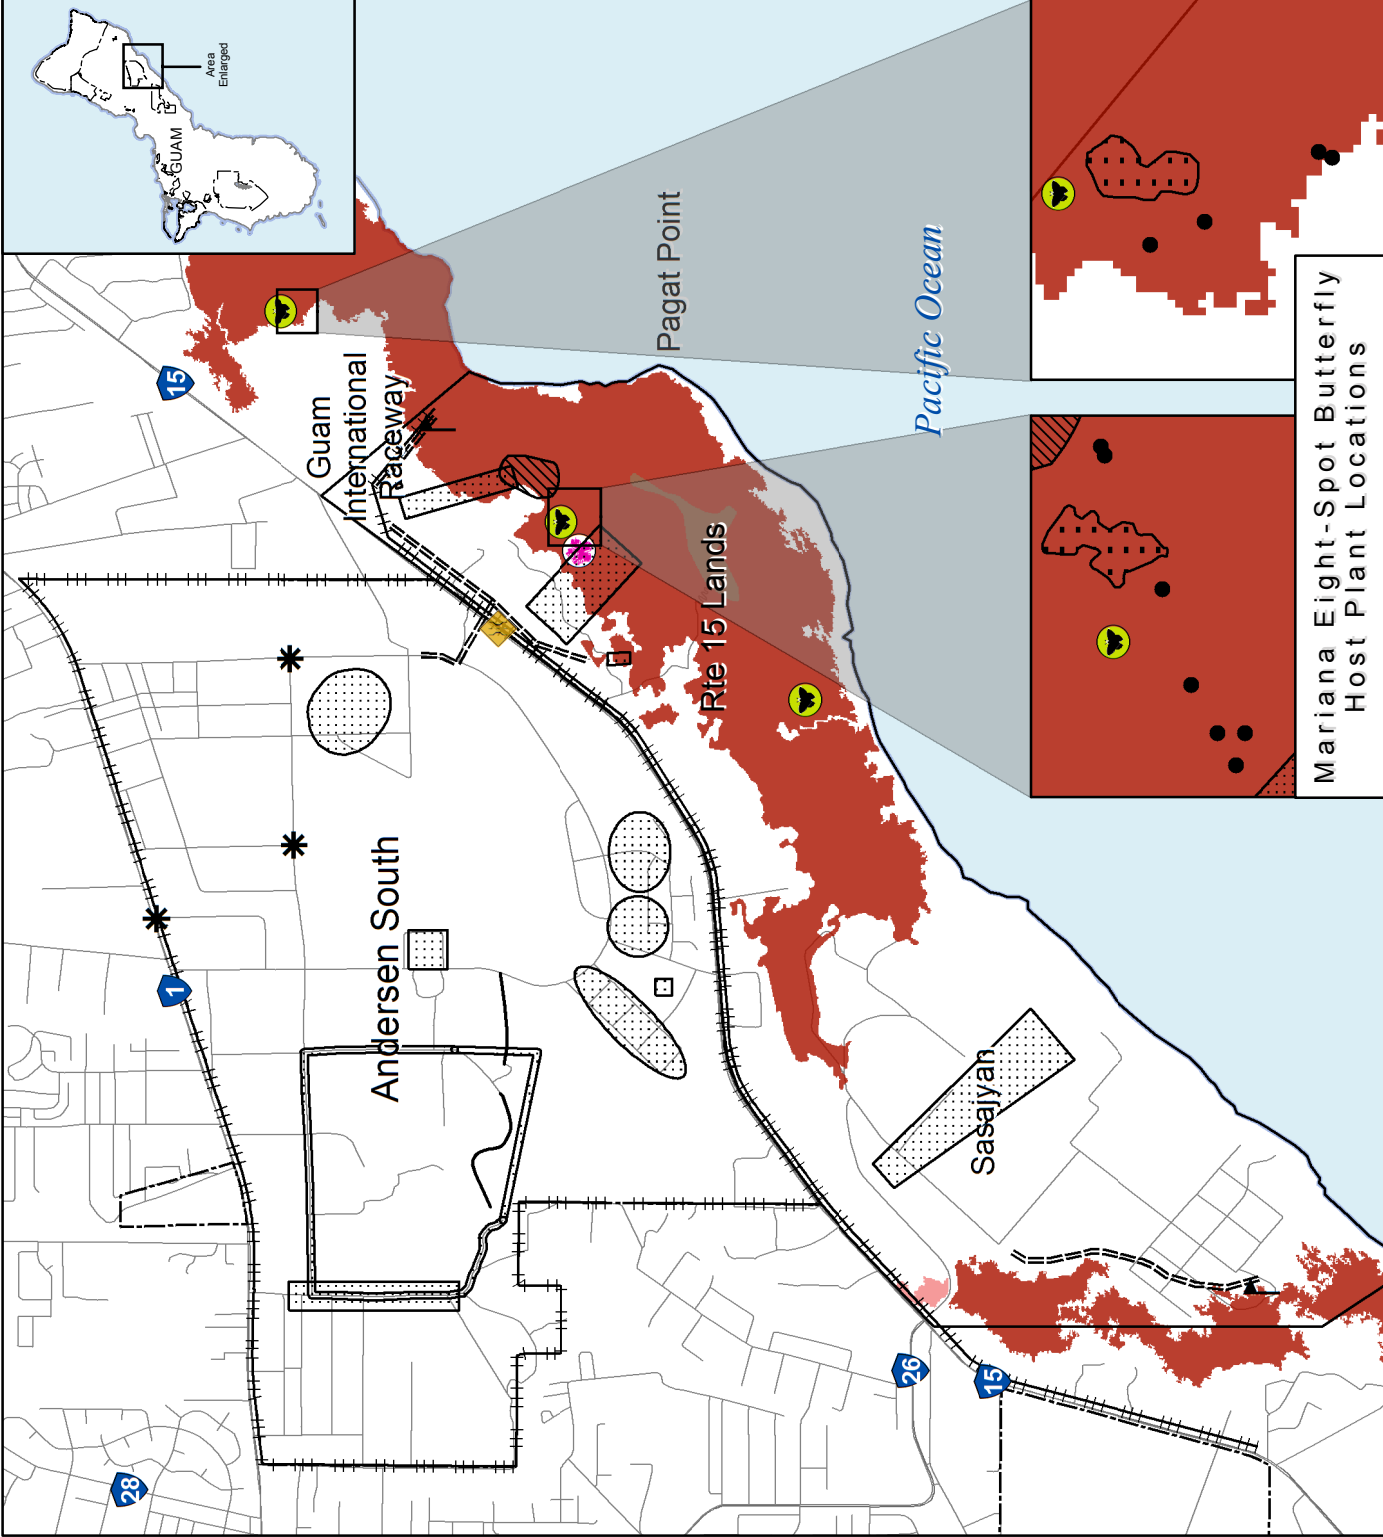 Area
Enlarged
GUAM
15
Guam
International
Raceway
Pagat Point
Pacific Ocean
Rte 15 Lands
1
Andersen South
Sasajyan
28
26
15
Mariana Eight-Spot Butterfly
Host Plant Locations